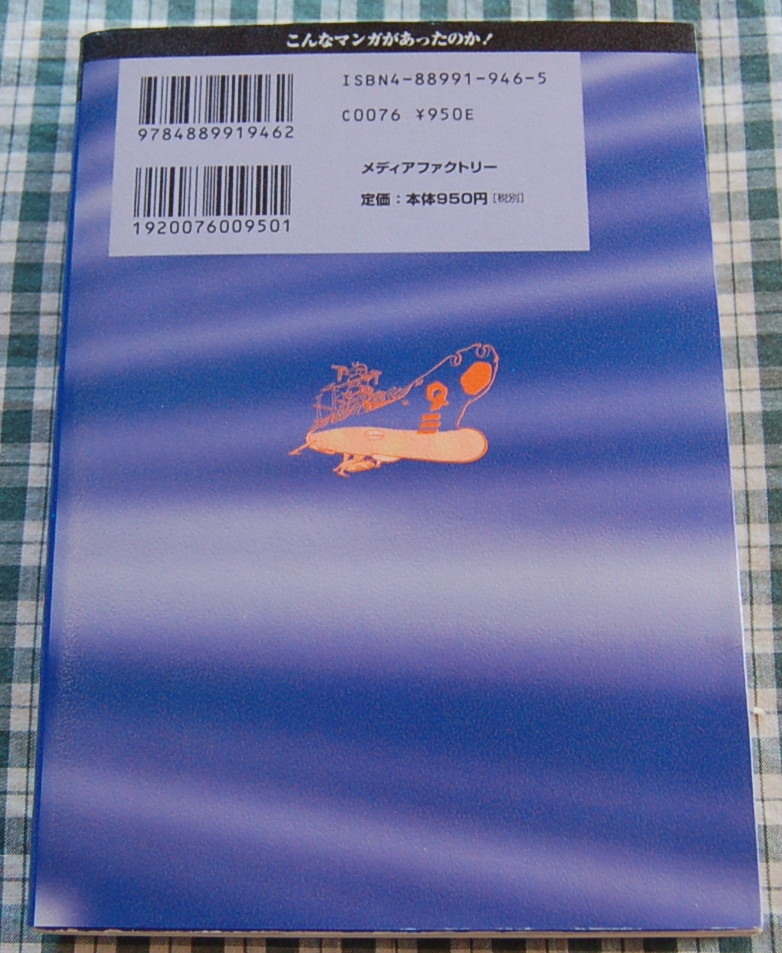 こんなマンガがあったのか!
ISBN4-88991-946-5
9784889919462
C0076 ¥950E
メディアファクトリー
定価：本体950円[税別]
1920076009501